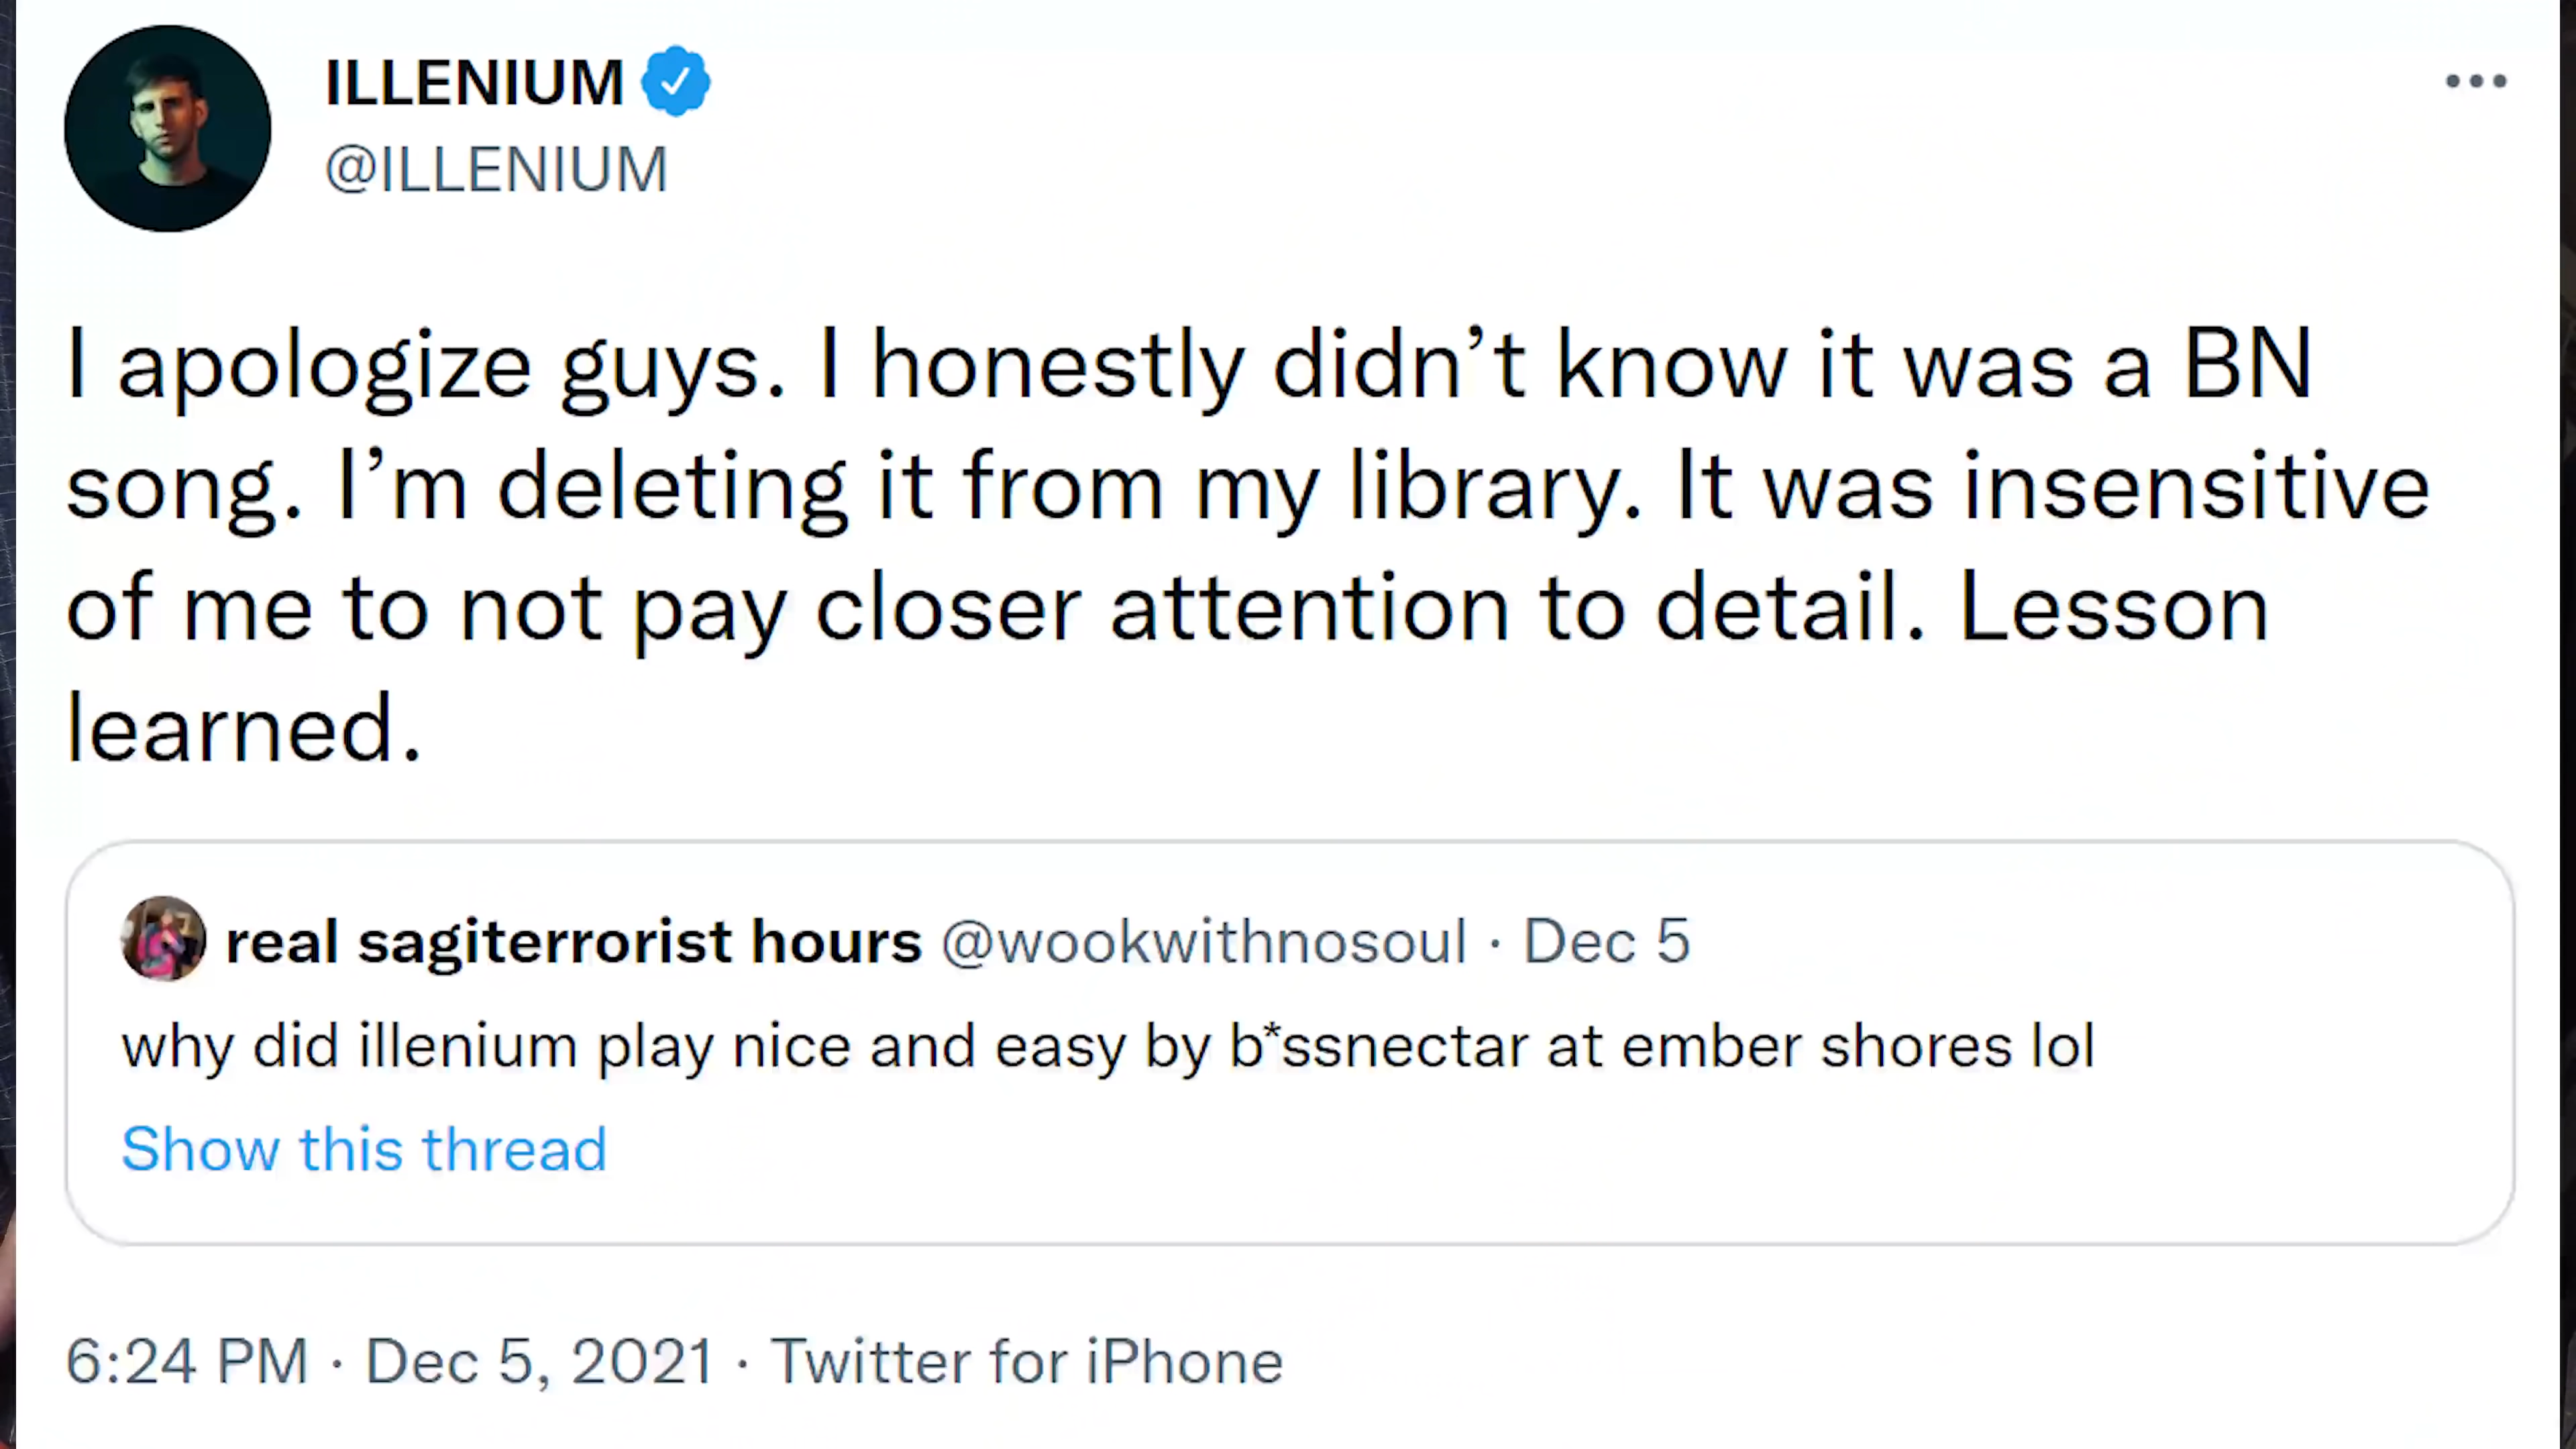 ILLENIUM
@ILLENIUM
I apologize guys. I honestly didn’t know it was a BN
song. I’m deleting it from my library. It was insensitive
of me to not pay closer attention to detail. Lesson
learned.
real sagiterrorist hours @wookwithnosoul · Dec 5
why did illenium play nice and easy by b*ssnectar at ember shores lol
Show this thread
6:24 PM · Dec 5, 2021 · Twitter for iPhone